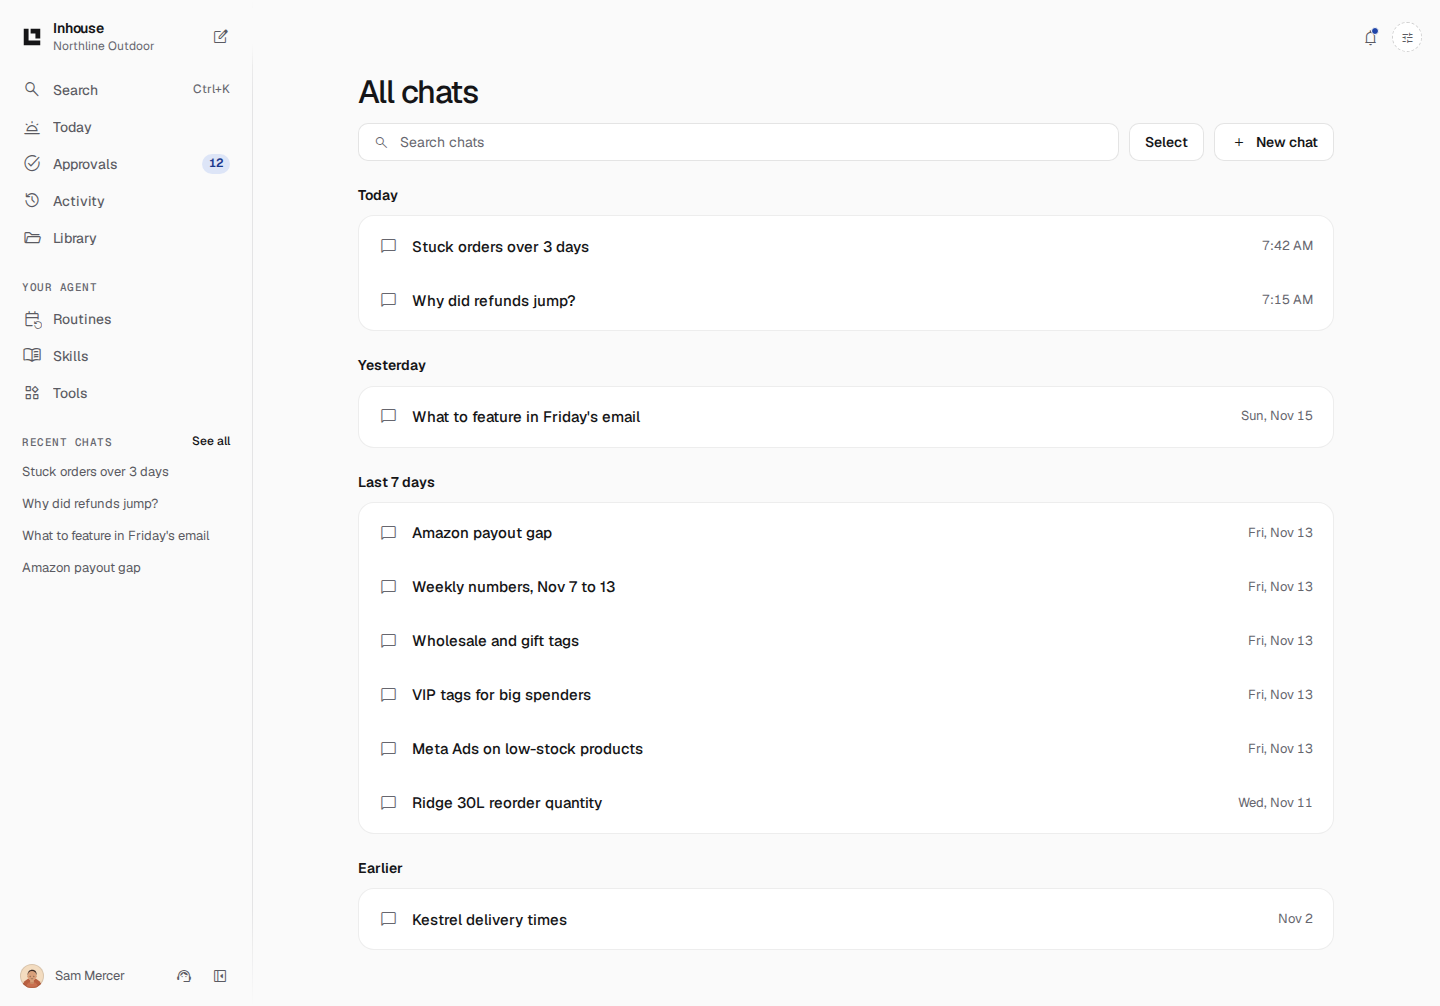 Inhouse
Northline Outdoor
Search Ctrl+K
Today
Approvals 12
Activity
Library
YOUR AGENT
Routines
Skills
Tools
RECENT CHATS See all
Stuck orders over 3 days
Why did refunds jump?
What to feature in Friday's email
Amazon payout gap
Sam Mercer
All chats
Search chats
Select
+ New chat
Today
Stuck orders over 3 days 7:42 AM
Why did refunds jump? 7:15 AM
Yesterday
What to feature in Friday's email Sun, Nov 15
Last 7 days
Amazon payout gap Fri, Nov 13
Weekly numbers, Nov 7 to 13 Fri, Nov 13
Wholesale and gift tags Fri, Nov 13
VIP tags for big spenders Fri, Nov 13
Meta Ads on low-stock products Fri, Nov 13
Ridge 30L reorder quantity Wed, Nov 11
Earlier
Kestrel delivery times Nov 2